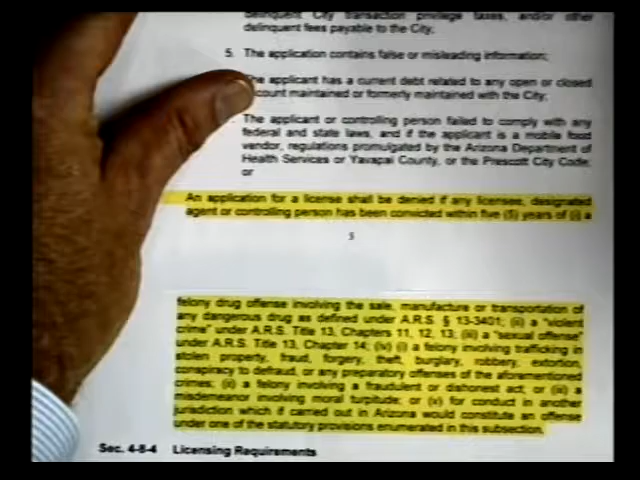 delinquent City transaction privilege taxes, and/or other
delinquent fees payable to the City;
5. The application contains false or misleading information;
The applicant has a current debt related to any open or closed
count maintained or formerly maintained with the City;
The applicant or controlling person failed to comply with any
federal and state laws, and if the applicant is a mobile food
vendor, regulations promulgated by the Arizona Department of
Health Services or Yavapai County, or the Prescott City Code;
or
An application for a license shall be denied if any licensee, designated
agent or controlling person has been convicted within five (5) years of (i) a
5
felony drug offense involving the sale, manufacture or transportation of
any dangerous drug as defined under A.R.S. § 13-3401; (ii) a "violent
crime" under A.R.S. Title 13, Chapters 11, 12, 13; (iii) a "sexual offense"
under A.R.S. Title 13, Chapter 14; (iv) (i) a felony involving trafficking in
stolen property, fraud, forgery, theft, burglary, robbery, extortion,
conspiracy to defraud, or any preparatory offenses of the aforementioned
crimes; (ii) a felony involving a fraudulent or dishonest act; or (iii) a
misdemeanor involving moral turpitude; or (v) for conduct in another
jurisdiction which if carried out in Arizona would constitute an offense
under one of the statutory provisions enumerated in this subsection.
Sec. 4-8-4 Licensing Requirements